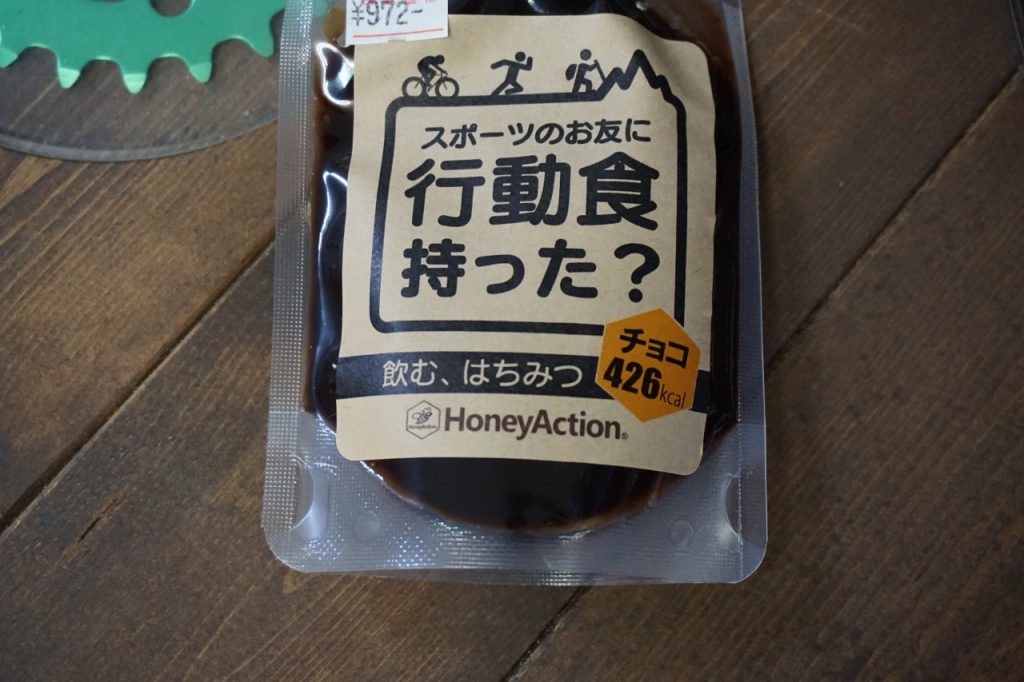 ¥972-
スポーツのお友に
行動食
持った？
チョコ
426kcal
飲む、はちみつ
HoneyAction®